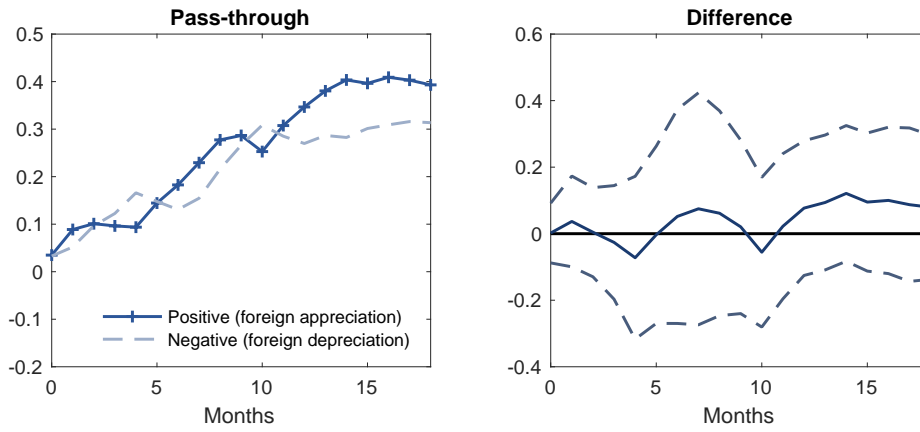 Pass-through
0.5
0.4
0.3
0.2
0.1
0
-0.1
-0.2
Positive (foreign appreciation)
Negative (foreign depreciation)
0 5 10 15
Months
Difference
0.6
0.4
0.2
0
-0.2
-0.4
0 5 10 15
Months